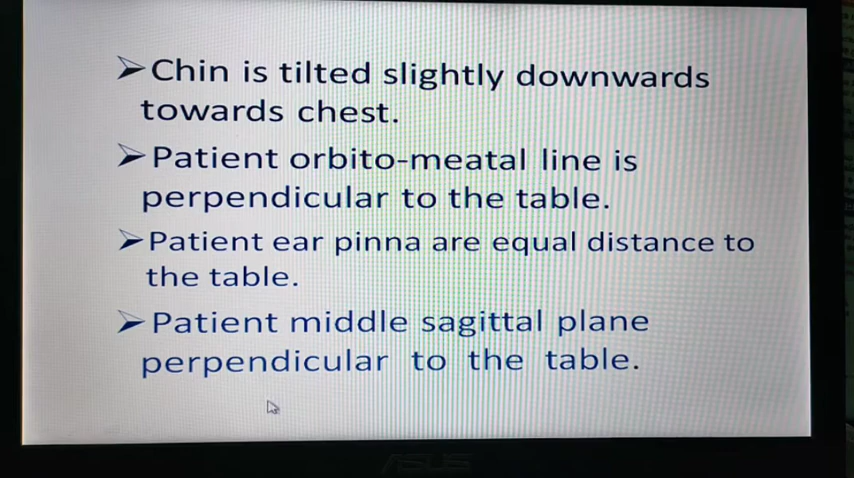 ➢Chin is tilted slightly downwards
towards chest.
➢Patient orbito-meatal line is
perpendicular to the table.
➢Patient ear pinna are equal distance to
the table.
➢Patient middle sagittal plane
perpendicular to the table.
ASUS